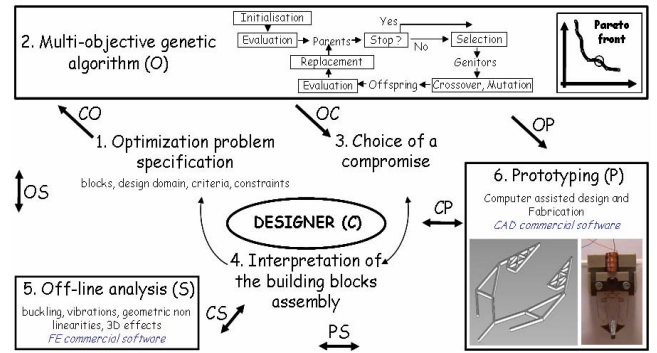 Initialisation
Yes
2. Multi-objective genetic
algorithm (O)
Evaluation
Parents
Stop ?
No
Selection
Replacement
Genitors
Evaluation
Offspring
Crossover, Mutation
Pareto
front
CO
OC
OP
1. Optimization problem
specification
blocks, design domain, criteria, constraints
3. Choice of a
compromise
OS
DESIGNER (C)
CP
6. Prototyping (P)
Computer assisted design and
Fabrication
CAD commercial software
4. Interpretation of
the building blocks
assembly
5. Off-line analysis (S)
buckling, vibrations, geometric non
linearities, 3D effects
FE commercial software
CS
PS